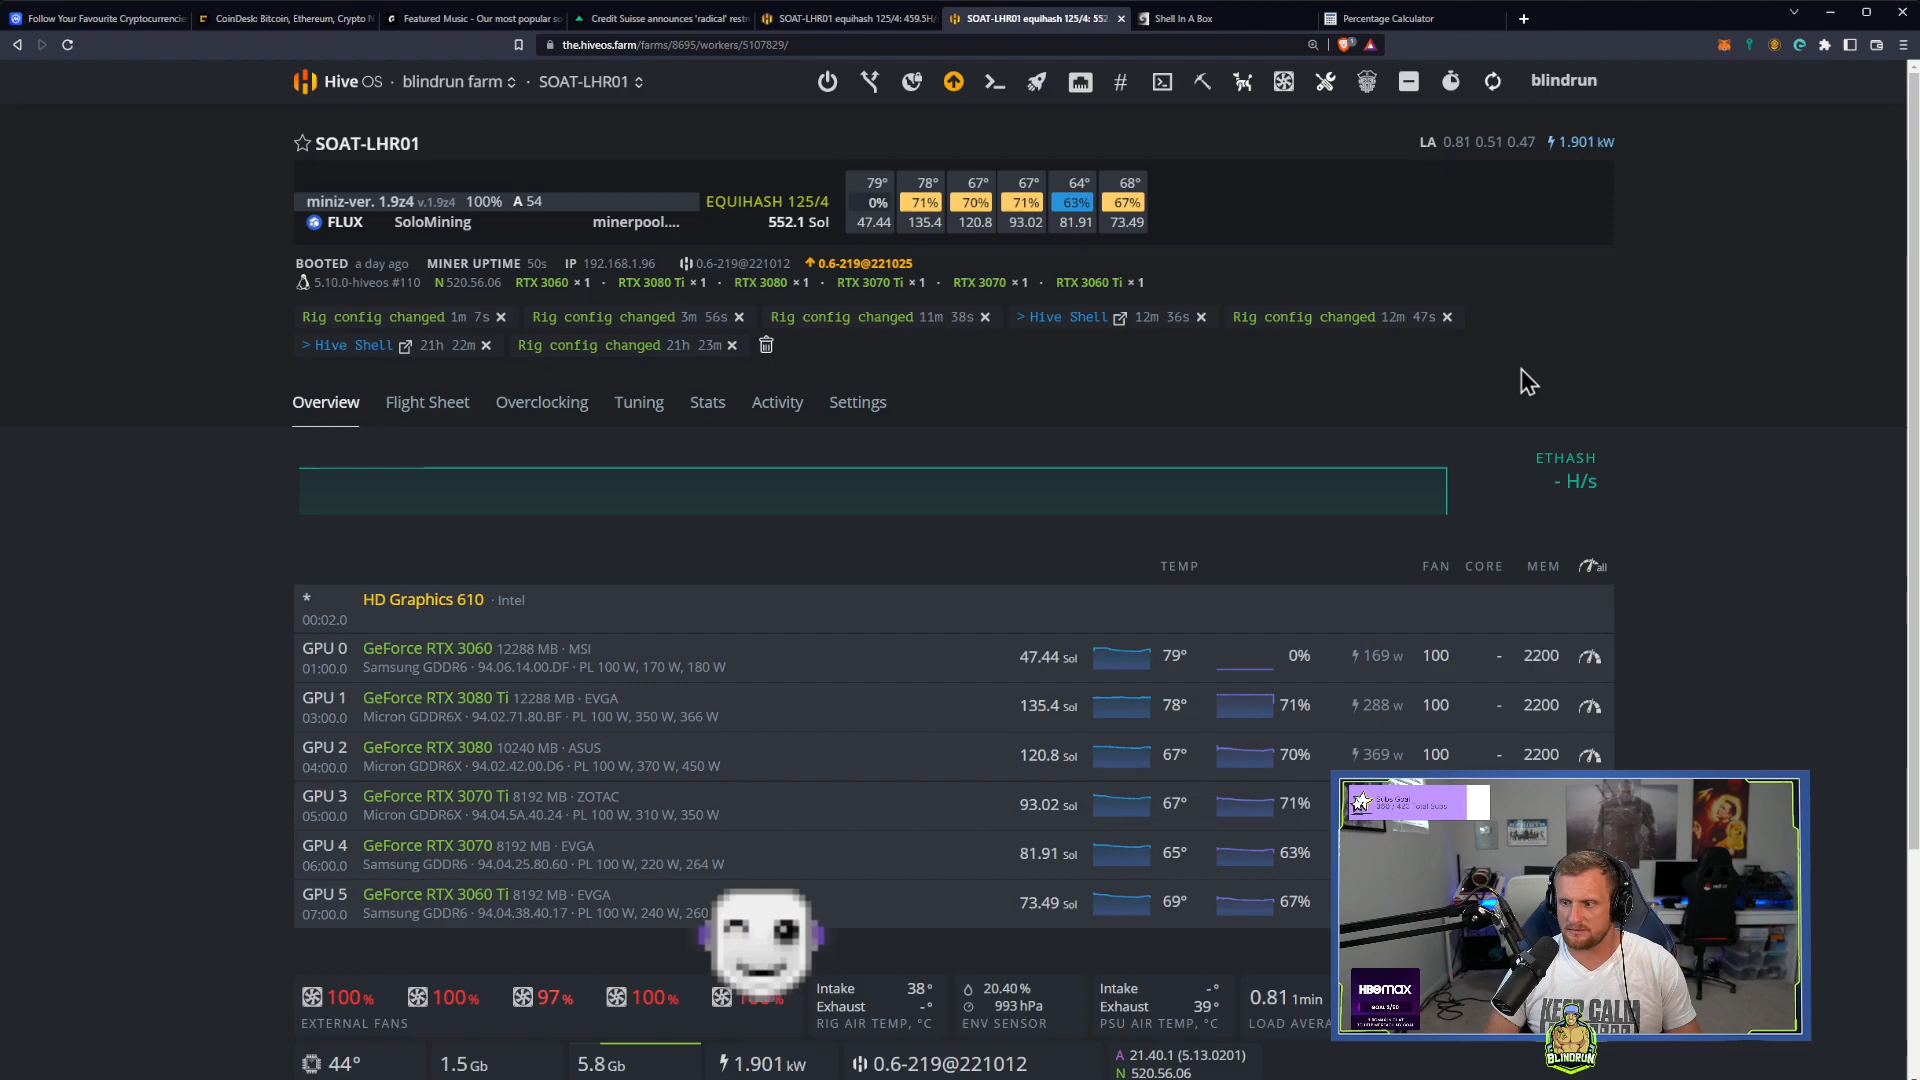 Follow Your Favourite Cryptocurrencie
CoinDesk: Bitcoin, Ethereum, Crypto N
Featured Music - Our most popular so
Credit Suisse announces 'radical' restr
SOAT-LHR01 equihash 125/4: 459.5H/
SOAT-LHR01 equihash 125/4: 552
Shell In A Box
Percentage Calculator
the.hiveos.farm/farms/8695/workers/5107829/
Hive OS · blindrun farm · SOAT-LHR01
blindrun
SOAT-LHR01
LA 0.81 0.51 0.47 1.901 kW
79° 78° 67° 67° 64° 68°
miniz-ver. 1.9z4 v.1.9z4 100% A 54 EQUIHASH 125/4 0% 71% 70% 71% 63% 67%
FLUX SoloMining minerpool.... 552.1 Sol 47.44 135.4 120.8 93.02 81.91 73.49
BOOTED a day ago MINER UPTIME 50s IP 192.168.1.96 0.6-219@221012 0.6-219@221025
5.10.0-hiveos #110 N 520.56.06 RTX 3060 × 1 · RTX 3080 Ti × 1 · RTX 3080 × 1 · RTX 3070 Ti × 1 · RTX 3070 × 1 · RTX 3060 Ti × 1
Rig config changed 1m 7s × Rig config changed 3m 56s × Rig config changed 11m 38s × > Hive Shell 12m 36s × Rig config changed 12m 47s ×
> Hive Shell 21h 22m × Rig config changed 21h 23m ×
Overview Flight Sheet Overclocking Tuning Stats Activity Settings
ETHASH
- H/s
TEMP FAN CORE MEM all
* HD Graphics 610 · Intel
00:02.0
GPU 0 GeForce RTX 3060 12288 MB · MSI 47.44 Sol 79° 0% 169 W 100 - 2200
01:00.0 Samsung GDDR6 · 94.06.14.00.DF · PL 100 W, 170 W, 180 W
GPU 1 GeForce RTX 3080 Ti 12288 MB · EVGA 135.4 Sol 78° 71% 288 W 100 - 2200
03:00.0 Micron GDDR6X · 94.02.71.80.BF · PL 100 W, 350 W, 366 W
GPU 2 GeForce RTX 3080 10240 MB · ASUS 120.8 Sol 67° 70% 369 W 100 - 2200
04:00.0 Micron GDDR6X · 94.02.42.00.D6 · PL 100 W, 370 W, 450 W
GPU 3 GeForce RTX 3070 Ti 8192 MB · ZOTAC 93.02 Sol 67° 71%
05:00.0 Micron GDDR6X · 94.04.5A.40.24 · PL 100 W, 310 W, 350 W
GPU 4 GeForce RTX 3070 8192 MB · EVGA 81.91 Sol 65° 63%
06:00.0 Samsung GDDR6 · 94.04.25.80.60 · PL 100 W, 220 W, 264 W
GPU 5 GeForce RTX 3060 Ti 8192 MB · EVGA 73.49 Sol 69° 67%
07:00.0 Samsung GDDR6 · 94.04.38.40.17 · PL 100 W, 240 W, 260
Subs Goal
Total Subs
HBOMAX
KEEP CALM
BLINDRUN
100% 100% 97% 100%
EXTERNAL FANS
Intake 38°
Exhaust -°
RIG AIR TEMP, °C
20.40 %
993 hPa
ENV SENSOR
Intake -°
Exhaust 39°
PSU AIR TEMP, °C
0.81 1min
LOAD AVERA
44° 1.5 Gb 5.8 Gb 1.901 kW 0.6-219@221012
A 21.40.1 (5.13.0201)
N 520.56.06